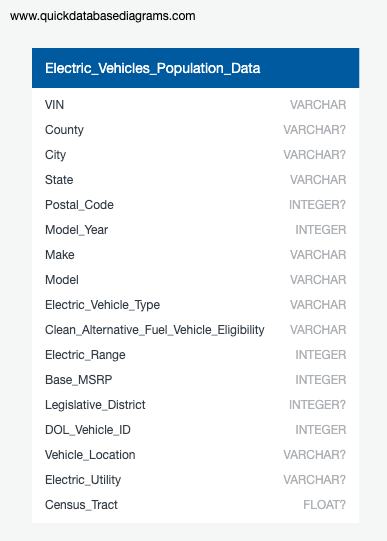 www.quickdatabasediagrams.com
Electric_Vehicles_Population_Data
VIN VARCHAR
County VARCHAR?
City VARCHAR?
State VARCHAR
Postal_Code INTEGER?
Model_Year INTEGER
Make VARCHAR
Model VARCHAR
Electric_Vehicle_Type VARCHAR
Clean_Alternative_Fuel_Vehicle_Eligibility VARCHAR
Electric_Range INTEGER
Base_MSRP INTEGER
Legislative_District INTEGER?
DOL_Vehicle_ID INTEGER
Vehicle_Location VARCHAR?
Electric_Utility VARCHAR?
Census_Tract FLOAT?